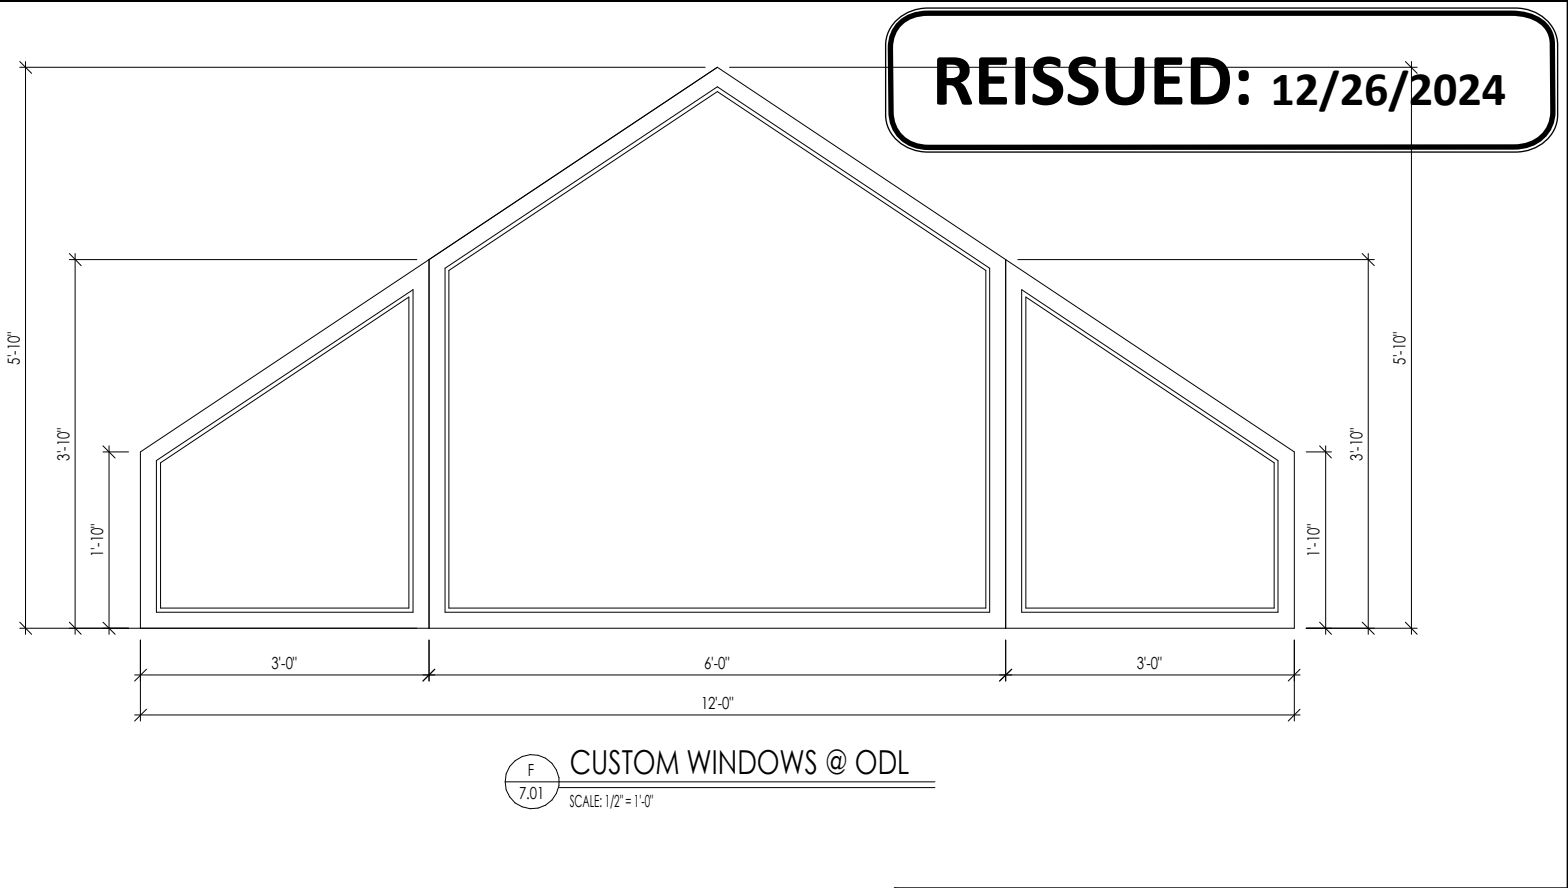 REISSUED: 12/26/2024
5'-10"
3'-10"
1'-10"
5'-10"
3'-10"
1'-10"
3'-0"
6'-0"
3'-0"
12'-0"
F
7.01
CUSTOM WINDOWS @ ODL
SCALE: 1/2" = 1'-0"